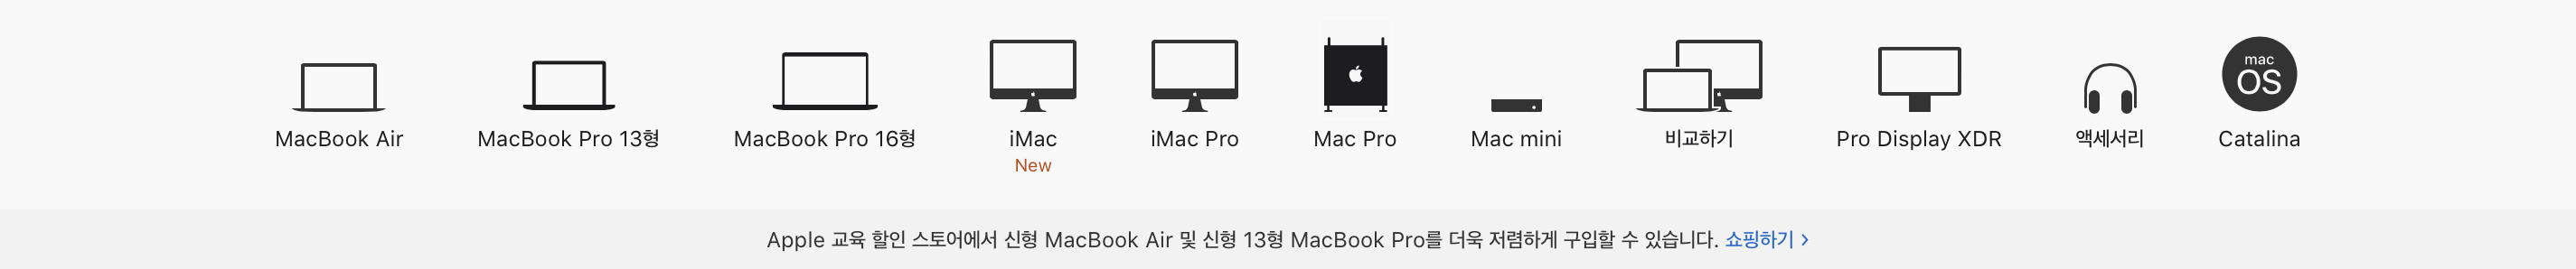 mac
OS
MacBook Air
MacBook Pro 13형
MacBook Pro 16형
iMac
New
iMac Pro
Mac Pro
Mac mini
비교하기
Pro Display XDR
액세서리
Catalina
Apple 교육 할인 스토어에서 신형 MacBook Air 및 신형 13형 MacBook Pro를 더욱 저렴하게 구입할 수 있습니다. 쇼핑하기 >